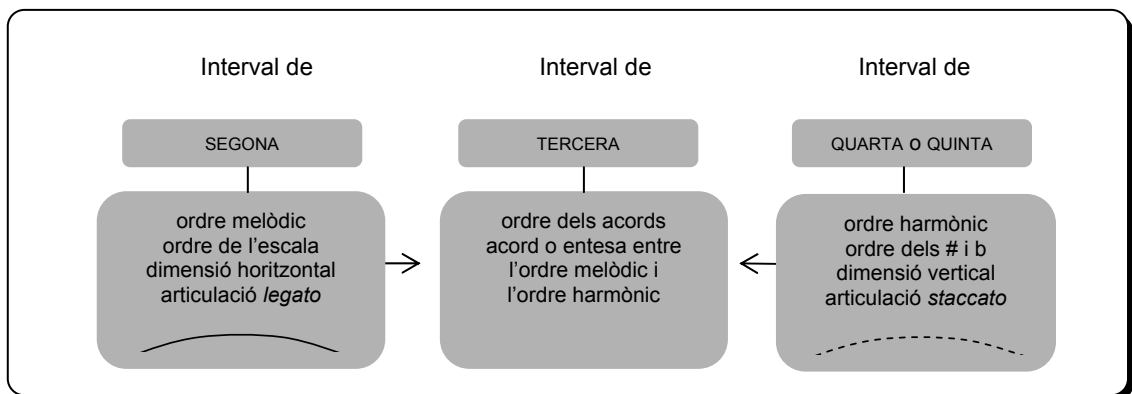 Interval de
SEGONA
ordre melòdic
ordre de l’escala
dimensió horitzontal
articulació legato
Interval de
TERCERA
ordre dels acords
acord o entesa entre
l’ordre melòdic i
l’ordre harmònic
Interval de
QUARTA o QUINTA
ordre harmònic
ordre dels # i b
dimensió vertical
articulació staccato